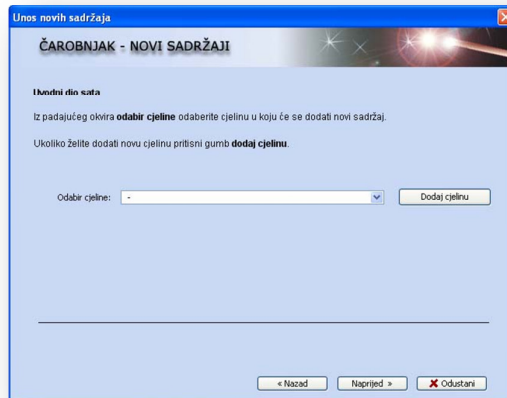 Unos novih sadržaja
ČAROBNJAK - NOVI SADRŽAJI
Uvodni dio sata
Iz padajućeg okvira odabir cjeline odaberite cjelinu u koju će se dodati novi sadržaj.
Ukoliko želite dodati novu cjelinu pritisni gumb dodaj cjelinu.
Odabir cjeline: - Dodaj cjelinu
« Nazad Naprijed » Odustani